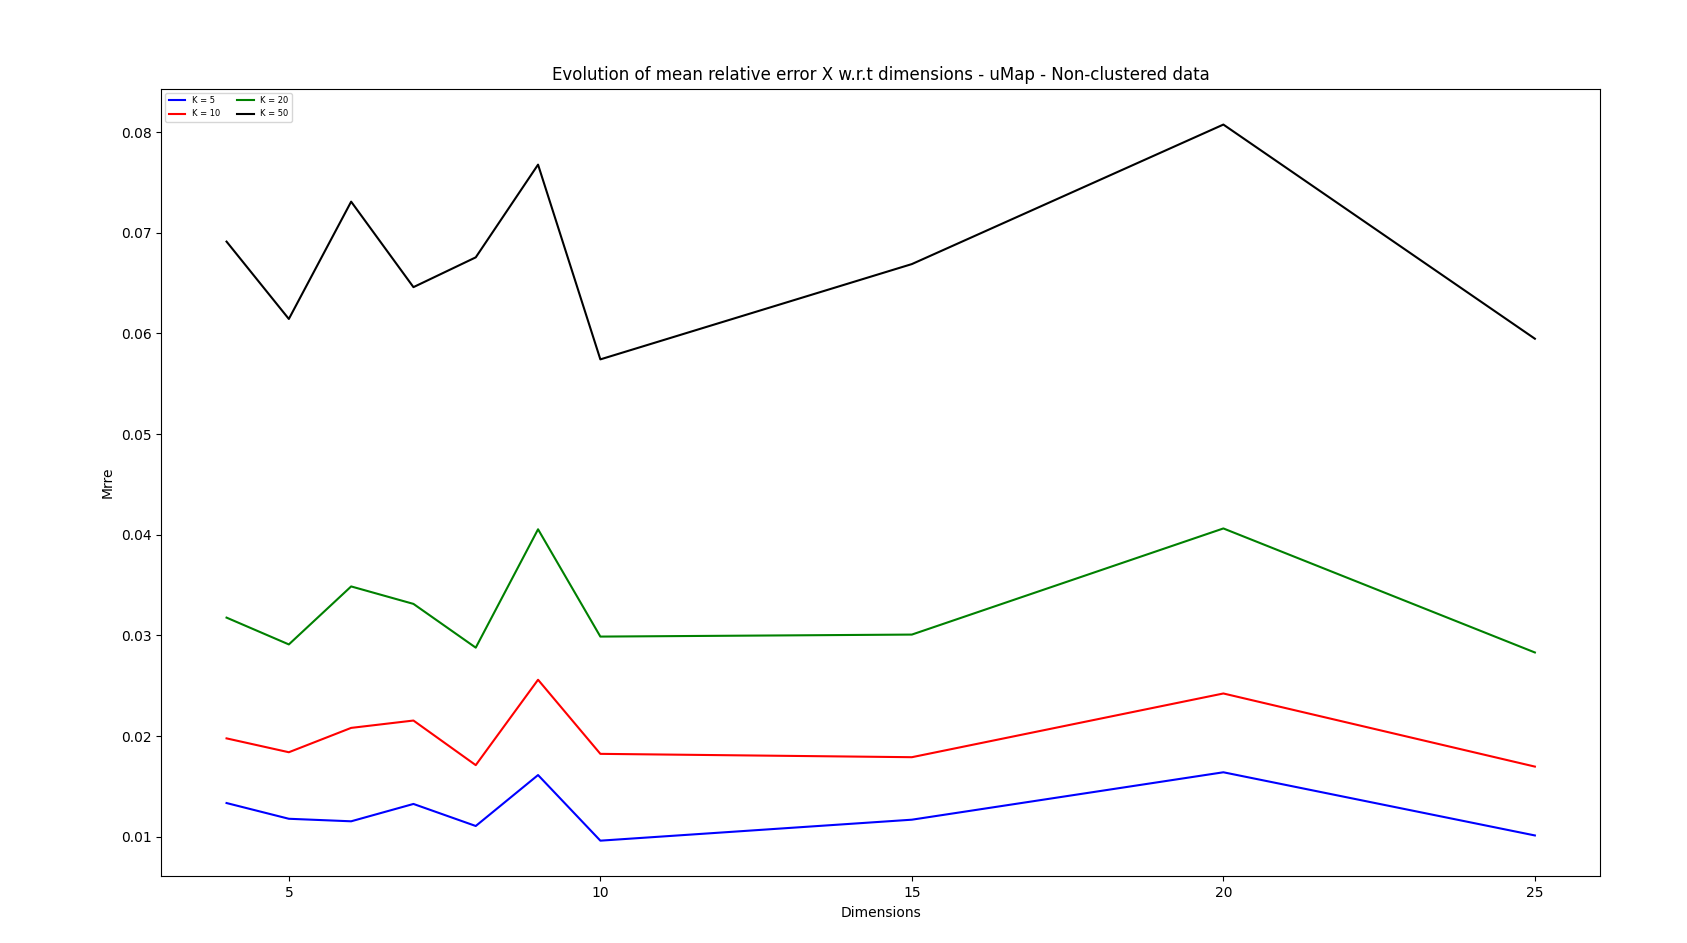 Evolution of mean relative error X w.r.t dimensions - uMap - Non-clustered data
K = 5 K = 20
K = 10 K = 50
0.08
0.07
0.06
0.05
0.04
0.03
0.02
0.01
Mrre
5 10 15 20 25
Dimensions